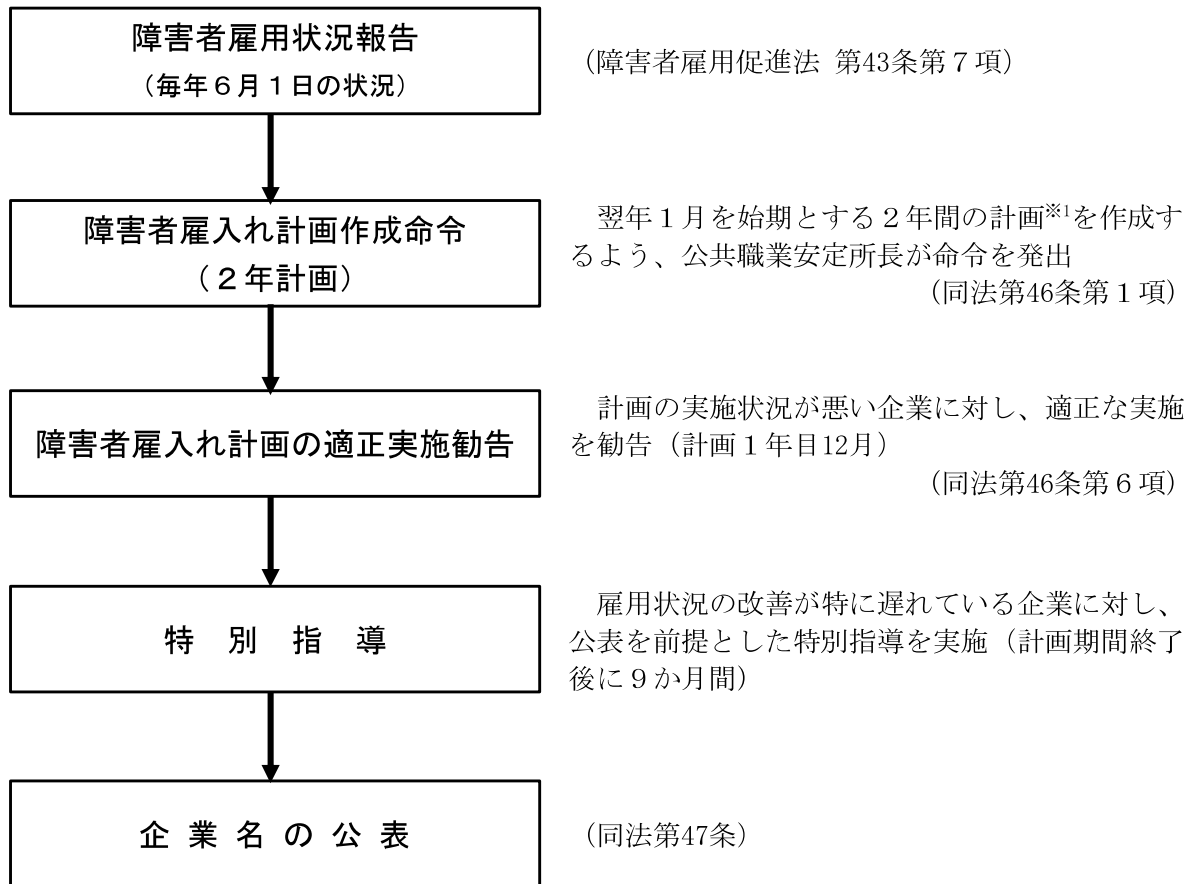 障害者雇用状況報告
（毎年６月１日の状況）
（障害者雇用促進法 第43条第７項）
障害者雇入れ計画作成命令
（２年計画）
翌年１月を始期とする２年間の計画※1を作成す
るよう、公共職業安定所長が命令を発出
（同法第46条第１項）
障害者雇入れ計画の適正実施勧告
計画の実施状況が悪い企業に対し、適正な実施
を勧告（計画１年目12月）
（同法第46条第６項）
特 別 指 導
雇用状況の改善が特に遅れている企業に対し、
公表を前提とした特別指導を実施（計画期間終了
後に９か月間）
企 業 名 の 公 表
（同法第47条）